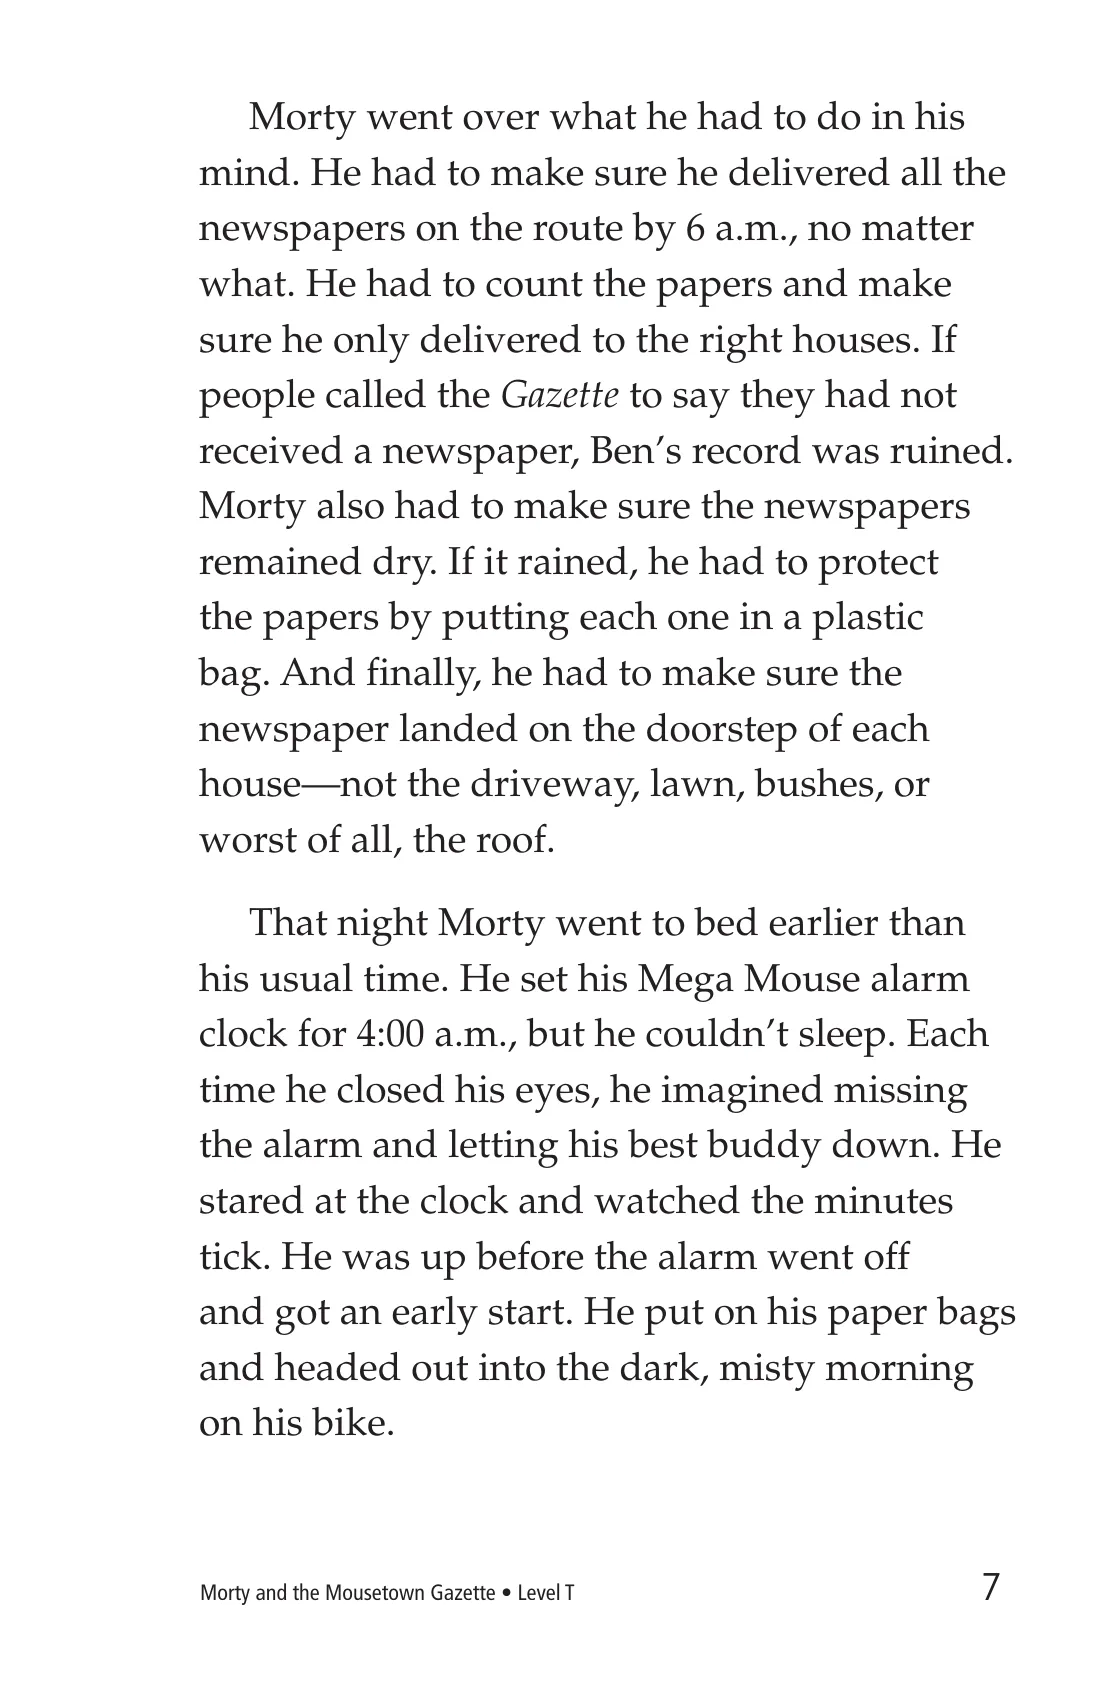 Morty went over what he had to do in his
mind. He had to make sure he delivered all the
newspapers on the route by 6 a.m., no matter
what. He had to count the papers and make
sure he only delivered to the right houses. If
people called the Gazette to say they had not
received a newspaper, Ben’s record was ruined.
Morty also had to make sure the newspapers
remained dry. If it rained, he had to protect
the papers by putting each one in a plastic
bag. And finally, he had to make sure the
newspaper landed on the doorstep of each
house—not the driveway, lawn, bushes, or
worst of all, the roof.
That night Morty went to bed earlier than
his usual time. He set his Mega Mouse alarm
clock for 4:00 a.m., but he couldn’t sleep. Each
time he closed his eyes, he imagined missing
the alarm and letting his best buddy down. He
stared at the clock and watched the minutes
tick. He was up before the alarm went off
and got an early start. He put on his paper bags
and headed out into the dark, misty morning
on his bike.
Morty and the Mousetown Gazette • Level T 7